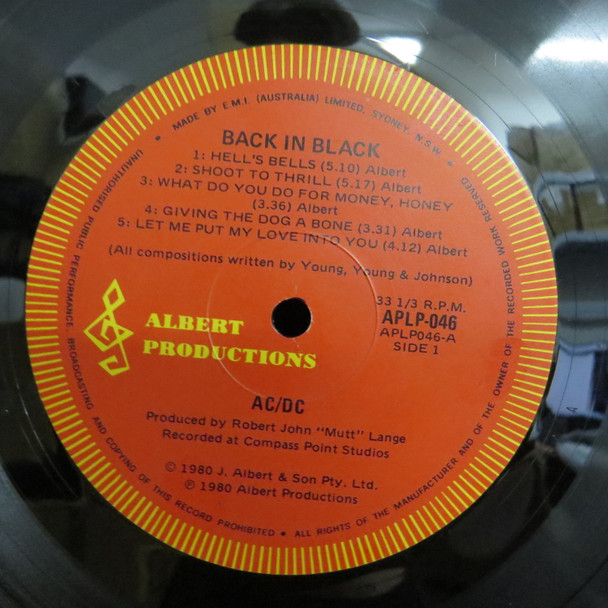 • MADE BY E.M.I. (AUSTRALIA) LIMITED, SYDNEY, N.S.W. •
BACK IN BLACK
1: HELL'S BELLS (5.10) Albert
2: SHOOT TO THRILL (5.17) Albert
3: WHAT DO YOU DO FOR MONEY, HONEY
(3.36) Albert
4: GIVING THE DOG A BONE (3.31) Albert
5: LET ME PUT MY LOVE INTO YOU (4.12) Albert
(All compositions written by Young, Young & Johnson)
33 1/3 R.P.M.
APLP-046
APLP046-A
SIDE 1
ALBERT
PRODUCTIONS
AC/DC
Produced by Robert John "Mutt" Lange
Recorded at Compass Point Studios
© 1980 J. Albert & Son Pty. Ltd.
℗ 1980 Albert Productions
UNAUTHORISED PUBLIC PERFORMANCE, BROADCASTING AND COPYING OF THIS RECORD PROHIBITED • ALL RIGHTS OF THE MANUFACTURER AND OF THE OWNER OF THE RECORDED WORK RESERVED
A